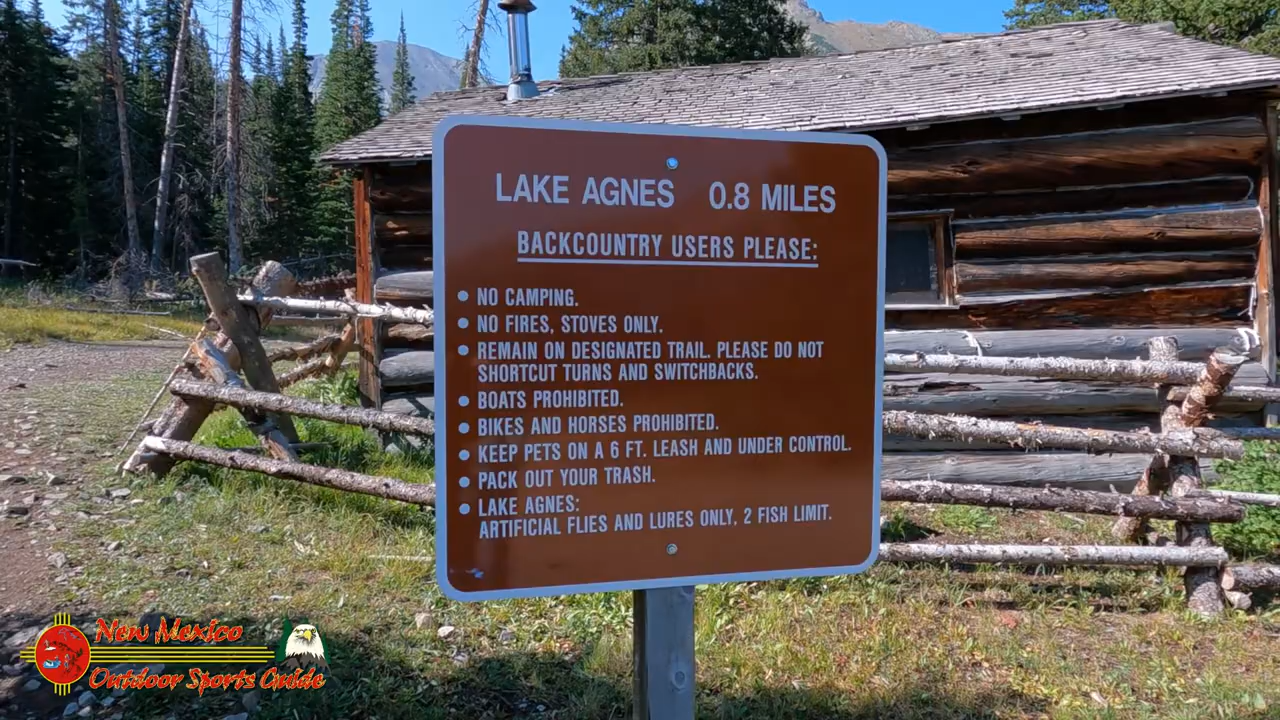 LAKE AGNES 0.8 MILES
BACKCOUNTRY USERS PLEASE:
• NO CAMPING.
• NO FIRES, STOVES ONLY.
• REMAIN ON DESIGNATED TRAIL. PLEASE DO NOT
SHORTCUT TURNS AND SWITCHBACKS.
• BOATS PROHIBITED.
• BIKES AND HORSES PROHIBITED.
• KEEP PETS ON A 6 FT. LEASH AND UNDER CONTROL.
• PACK OUT YOUR TRASH.
• LAKE AGNES:
ARTIFICIAL FLIES AND LURES ONLY, 2 FISH LIMIT.
New Mexico
Outdoor Sports Guide